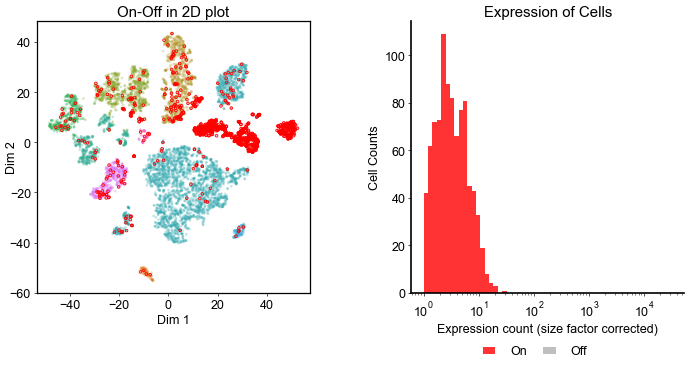 On-Off in 2D plot
40
20
0
−20
−40
−60
Dim 2
−40
−20
0
20
40
Dim 1
Expression of Cells
100
80
60
40
20
0
Cell Counts
10^0
10^1
10^2
10^3
10^4
Expression count (size factor corrected)
On
Off